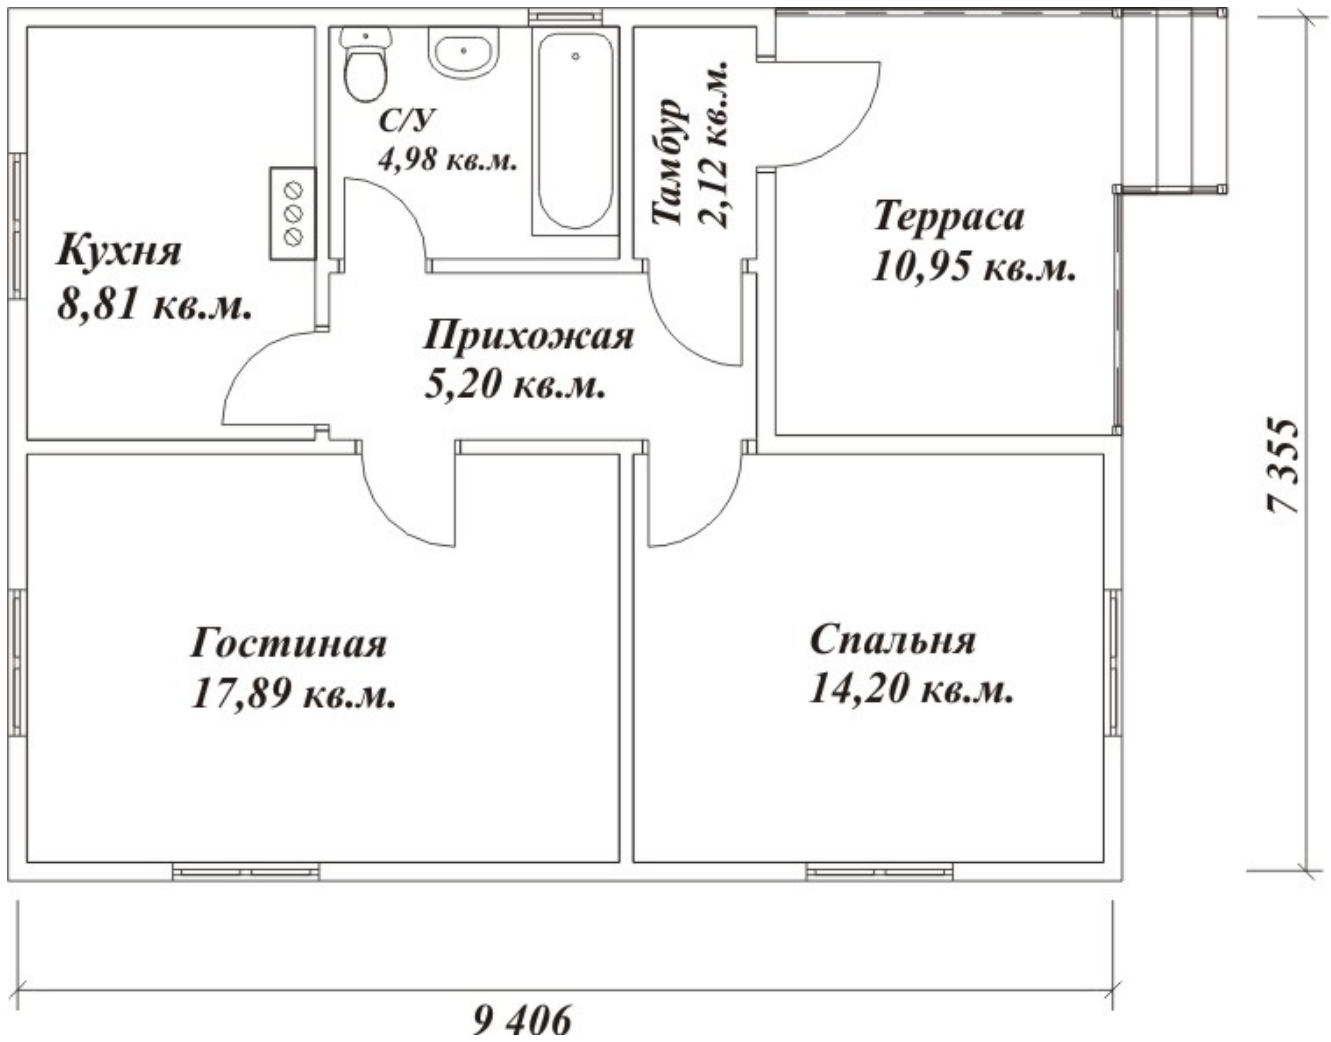 С/У
4,98 кв.м.
Тамбур
2,12 кв.м.
Кухня
8,81 кв.м.
Терраса
10,95 кв.м.
Прихожая
5,20 кв.м.
7 355
Гостиная
17,89 кв.м.
Спальня
14,20 кв.м.
9 406